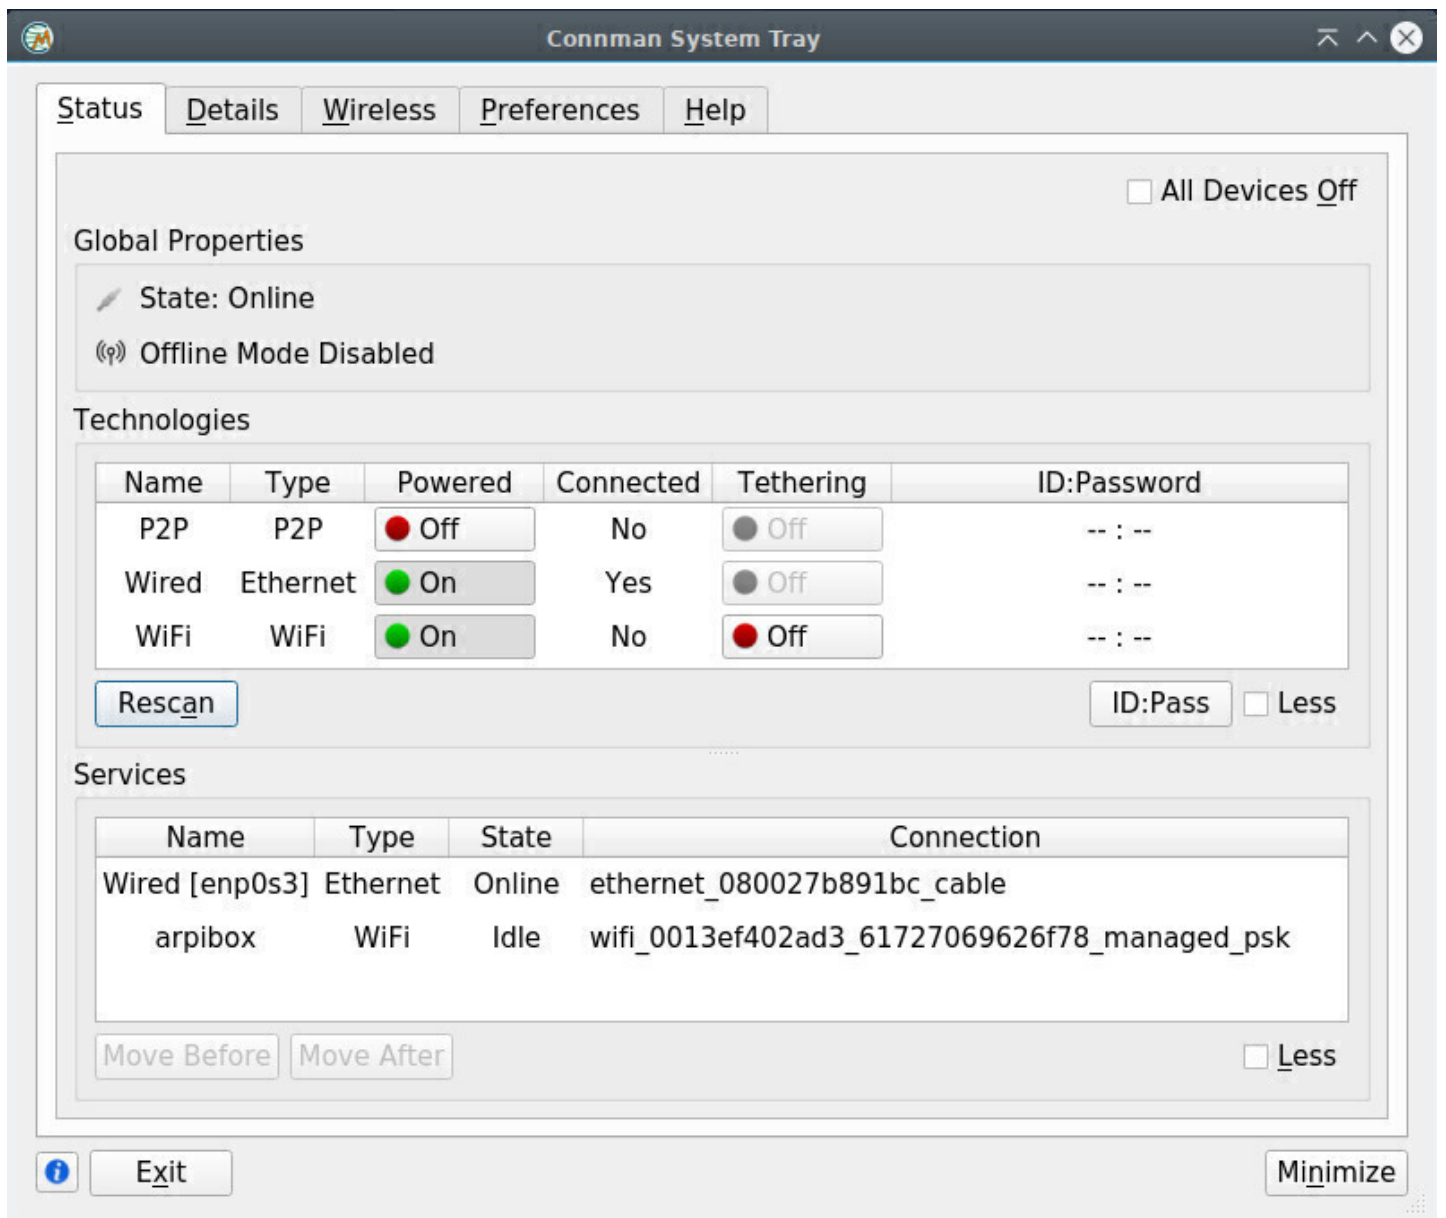 Connman System Tray
Status Details Wireless Preferences Help
All Devices Off
Global Properties
State: Online
Offline Mode Disabled
Technologies
Name Type Powered Connected Tethering ID:Password
P2P P2P Off No Off -- : --
Wired Ethernet On Yes Off -- : --
WiFi WiFi On No Off -- : --
Rescan ID:Pass Less
Services
Name Type State Connection
Wired [enp0s3] Ethernet Online ethernet_080027b891bc_cable
arpibox WiFi Idle wifi_0013ef402ad3_61727069626f78_managed_psk
Move Before Move After Less
Exit Minimize